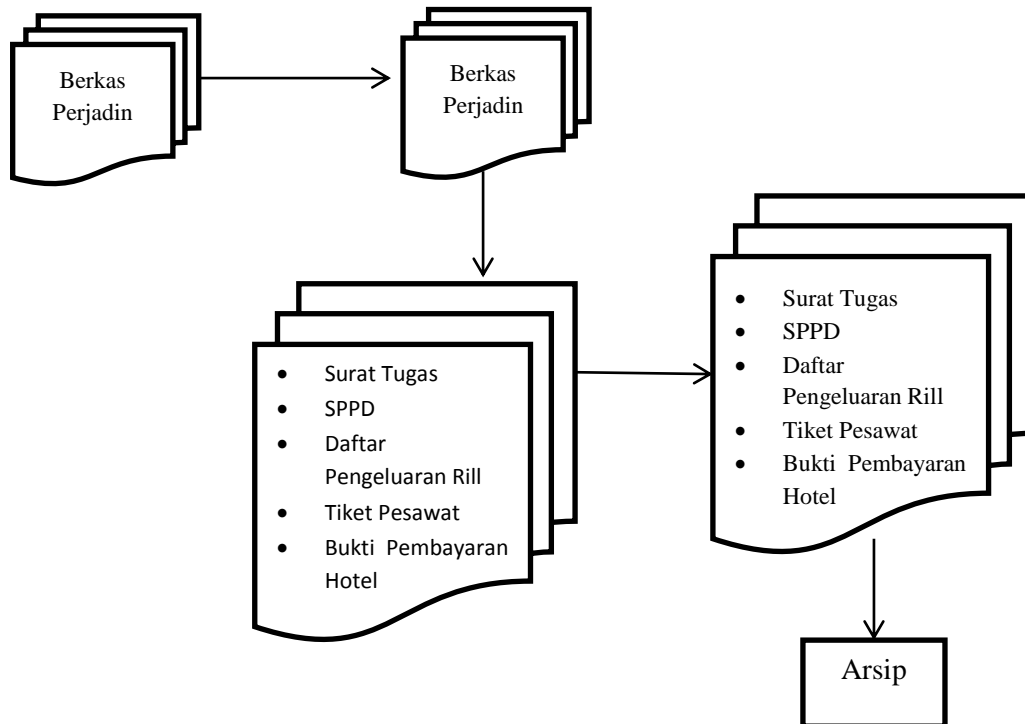 Berkas
Perjadin
Berkas
Perjadin
• Surat Tugas
• SPPD
• Daftar
Pengeluaran Rill
• Tiket Pesawat
• Bukti Pembayaran
Hotel
• Surat Tugas
• SPPD
• Daftar
Pengeluaran Rill
• Tiket Pesawat
• Bukti Pembayaran
Hotel
Arsip